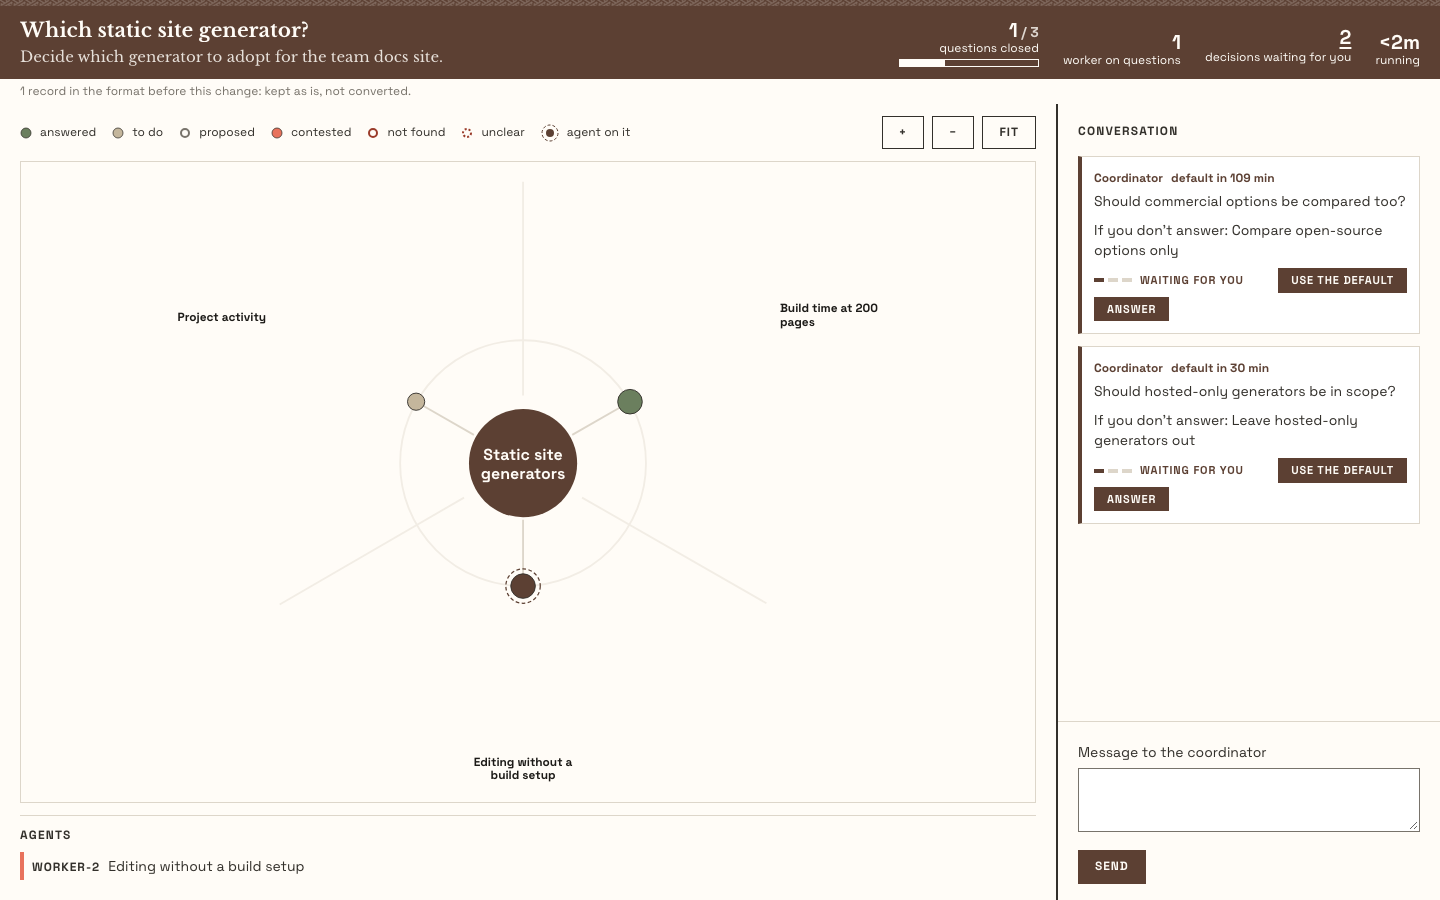 Which static site generator?
Decide which generator to adopt for the team docs site.
1 / 3
questions closed
1
worker on questions
2
decisions waiting for you
<2m
running
1 record in the format before this change: kept as is, not converted.
answered
to do
proposed
contested
not found
unclear
agent on it
+
−
FIT
Project activity
Build time at 200
pages
Static site
generators
Editing without a
build setup
AGENTS
WORKER-2 Editing without a build setup
CONVERSATION
Coordinator default in 109 min
Should commercial options be compared too?
If you don’t answer: Compare open-source
options only
WAITING FOR YOU
USE THE DEFAULT
ANSWER
Coordinator default in 30 min
Should hosted-only generators be in scope?
If you don’t answer: Leave hosted-only
generators out
WAITING FOR YOU
USE THE DEFAULT
ANSWER
Message to the coordinator
SEND